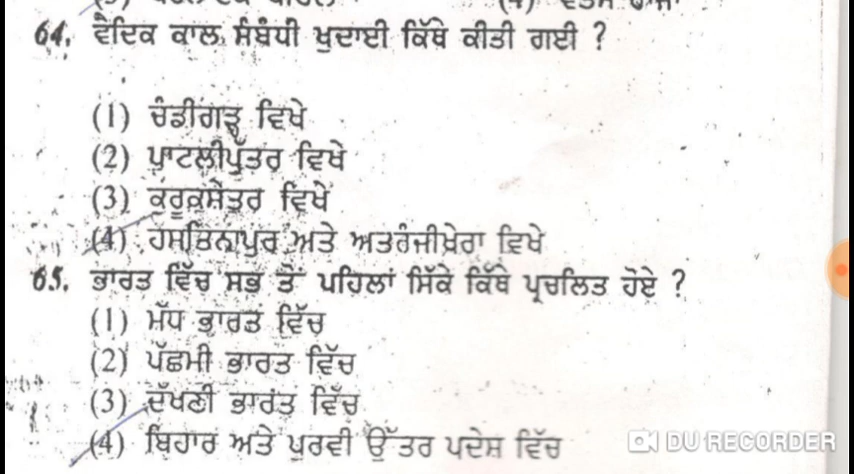 64. ਵੈਦਿਕ ਕਾਲ ਸੰਬੰਧੀ ਖੁਦਾਈ ਕਿੱਥੇ ਕੀਤੀ ਗਈ ?
(1) ਚੰਡੀਗੜ੍ਹ ਵਿਖੇ
(2) ਪਾਟਲੀਪੁੱਤਰ ਵਿਖੇ
(3) ਕੁਰੂਕਸ਼ੇਤਰ ਵਿਖੇ
(4) ਹਸਤਿਨਾਪੁਰ ਅਤੇ ਅਤਰੰਜੀਖ਼ੇਰਾ ਵਿਖੇ
65. ਭਾਰਤ ਵਿੱਚ ਸਭ ਤੋਂ ਪਹਿਲਾਂ ਸਿੱਕੇ ਕਿੱਥੇ ਪ੍ਰਚਲਿਤ ਹੋਏ ?
(1) ਮੱਧ ਭਾਰਤ ਵਿੱਚ
(2) ਪੱਛਮੀ ਭਾਰਤ ਵਿੱਚ
(3) ਦੱਖਣੀ ਭਾਰਤ ਵਿੱਚ
(4) ਬਿਹਾਰ ਅਤੇ ਪੂਰਵੀ ਉੱਤਰ ਪਦੇਸ਼ ਵਿੱਚ
DU RECORDER